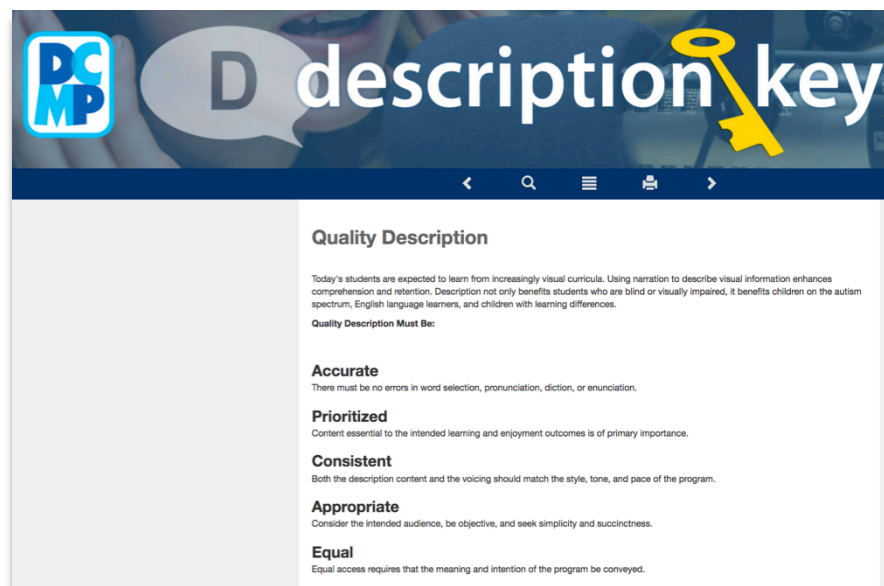 DC
MP
D description key
Quality Description
Today's students are expected to learn from increasingly visual curricula. Using narration to describe visual information enhances
comprehension and retention. Description not only benefits students who are blind or visually impaired, it benefits children on the autism
spectrum, English language learners, and children with learning differences.
Quality Description Must Be:
Accurate
There must be no errors in word selection, pronunciation, diction, or enunciation.
Prioritized
Content essential to the intended learning and enjoyment outcomes is of primary importance.
Consistent
Both the description content and the voicing should match the style, tone, and pace of the program.
Appropriate
Consider the intended audience, be objective, and seek simplicity and succinctness.
Equal
Equal access requires that the meaning and intention of the program be conveyed.